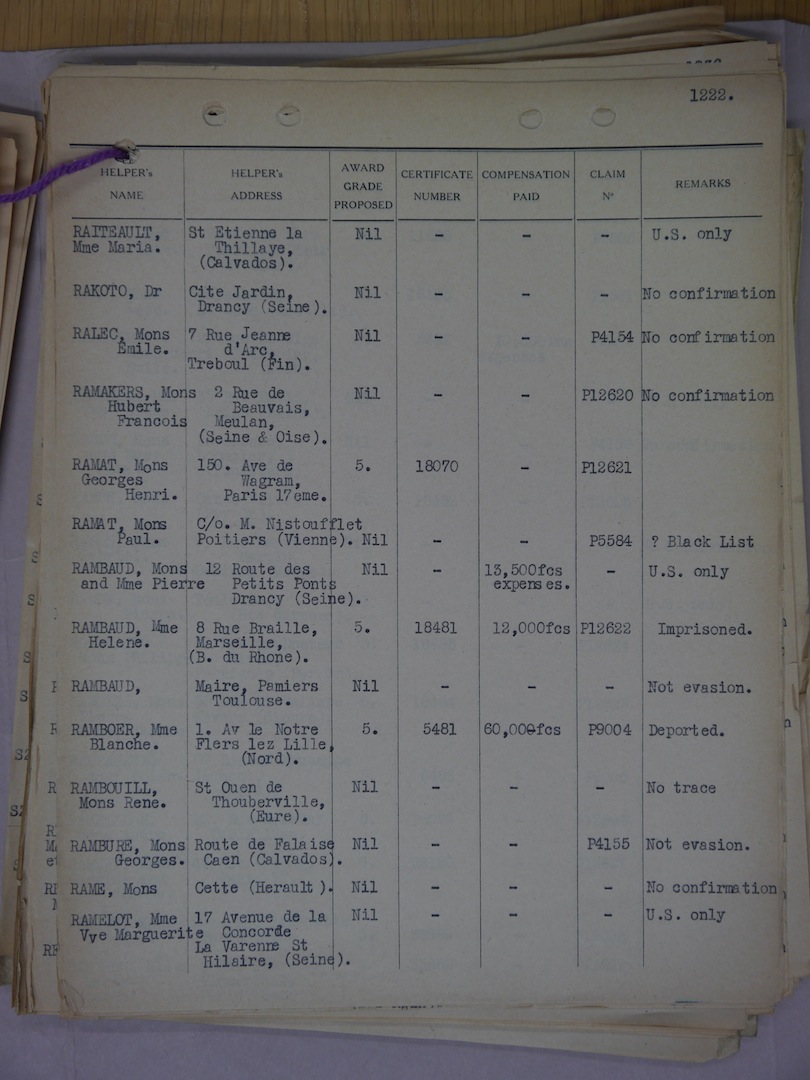 1222.
HELPER's NAME | HELPER's ADDRESS | AWARD GRADE PROPOSED | CERTIFICATE NUMBER | COMPENSATION PAID | CLAIM No | REMARKS
RAITEAULT, | St Etienne la | Nil | - | - | - | U.S. only
Mme Maria. | Thillaye,
(Calvados).
RAKOTO, Dr | Cite Jardin, | Nil | - | - | - | No confirmation
Drancy (Seine).
RALEC, Mons | 7 Rue Jeanne | Nil | - | - | P4154 | No confirmation
Emile. | d'Arc,
Treboul (Fin).
RAMAKERS, Mons | 2 Rue de | Nil | - | - | P12620 | No confirmation
Hubert | Beauvais,
Francois | Meulan,
(Seine & Oise).
RAMAT, Mons | 150. Ave de | 5. | 18070 | - | P12621
Georges | Wagram,
Henri. | Paris 17eme.
RAMAT, Mons | C/o. M. Nistoufflet
Paul. | Poitiers (Vienne). | Nil | - | - | P5584 | ? Black List
RAMBAUD, Mons | 12 Route des | Nil | - | 13,500fcs | - | U.S. only
and Mme Pierre | Petits Ponts | expenses.
Drancy (Seine).
RAMBAUD, Mme | 8 Rue Braille, | 5. | 18481 | 12,000fcs | P12622 | Imprisoned.
Helene. | Marseille,
(B. du Rhone).
RAMBAUD, | Maire, Pamiers | Nil | - | - | - | Not evasion.
Toulouse.
RAMBOER, Mme | 1. Av le Notre | 5. | 5481 | 60,000fcs | P9004 | Deported.
Blanche. | Flers lez Lille,
(Nord).
RAMBOUILL, | St Ouen de | Nil | - | - | - | No trace
Mons Rene. | Thouberville,
(Eure).
RAMBURE, Mons | Route de Falaise | Nil | - | - | P4155 | Not evasion.
Georges. | Caen (Calvados).
RAME, Mons | Cette (Herault ). | Nil | - | - | - | No confirmation
RAMELOT, Mme | 17 Avenue de la | Nil | - | - | - | U.S. only
Vve Marguerite | Concorde
La Varenne St
Hilaire, (Seine).